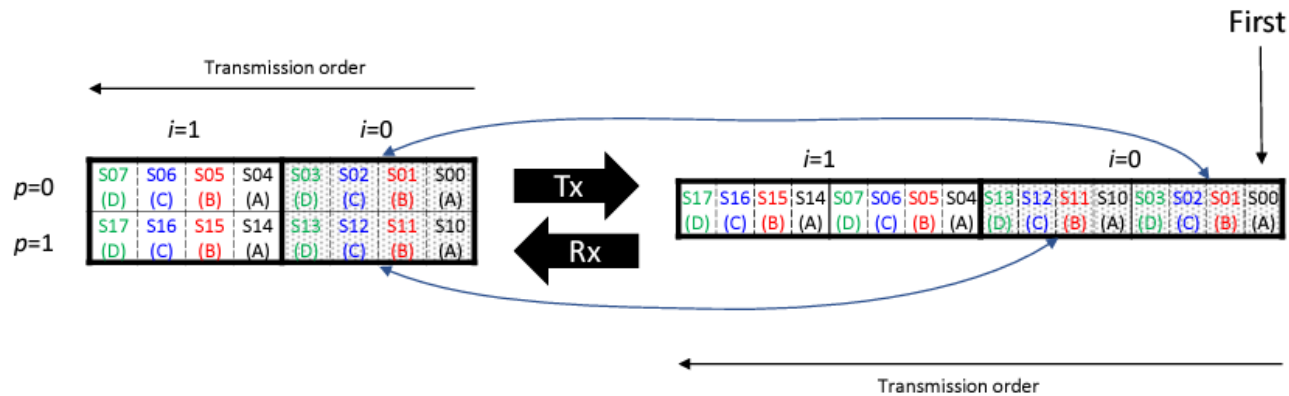 First
Transmission order
i=1 i=0
i=1 i=0
p=0
S07 S06 S05 S04 S03 S02 S01 S00
(D) (C) (B) (A) (D) (C) (B) (A)
p=1
S17 S16 S15 S14 S13 S12 S11 S10
(D) (C) (B) (A) (D) (C) (B) (A)
Tx
Rx
S17 S16 S15 S14 S07 S06 S05 S04 S13 S12 S11 S10 S03 S02 S01 S00
(D) (C) (B) (A) (D) (C) (B) (A) (D) (C) (B) (A) (D) (C) (B) (A)
Transmission order